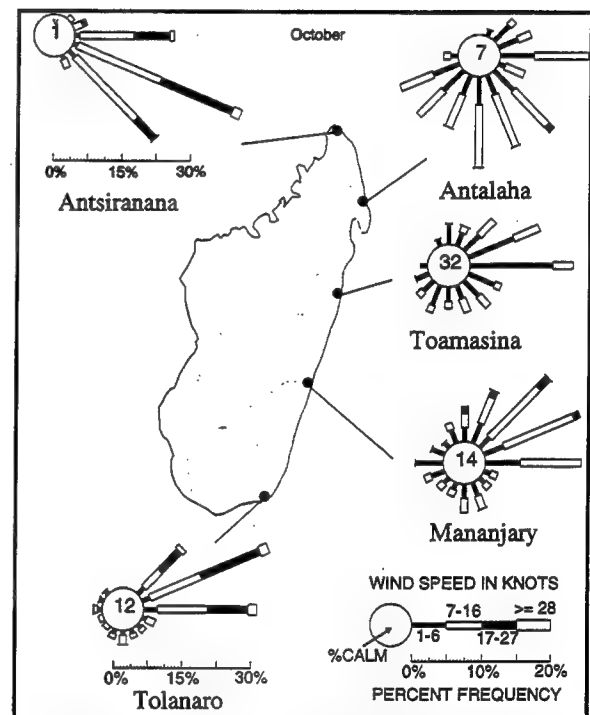 October
1
7
0% 15% 30%
Antsiranana
Antalaha
32
Toamasina
14
Mananjary
12
0% 15% 30%
Tolanaro
WIND SPEED IN KNOTS
7-16 >= 28
1-6 17-27
%CALM
0% 10% 20%
PERCENT FREQUENCY